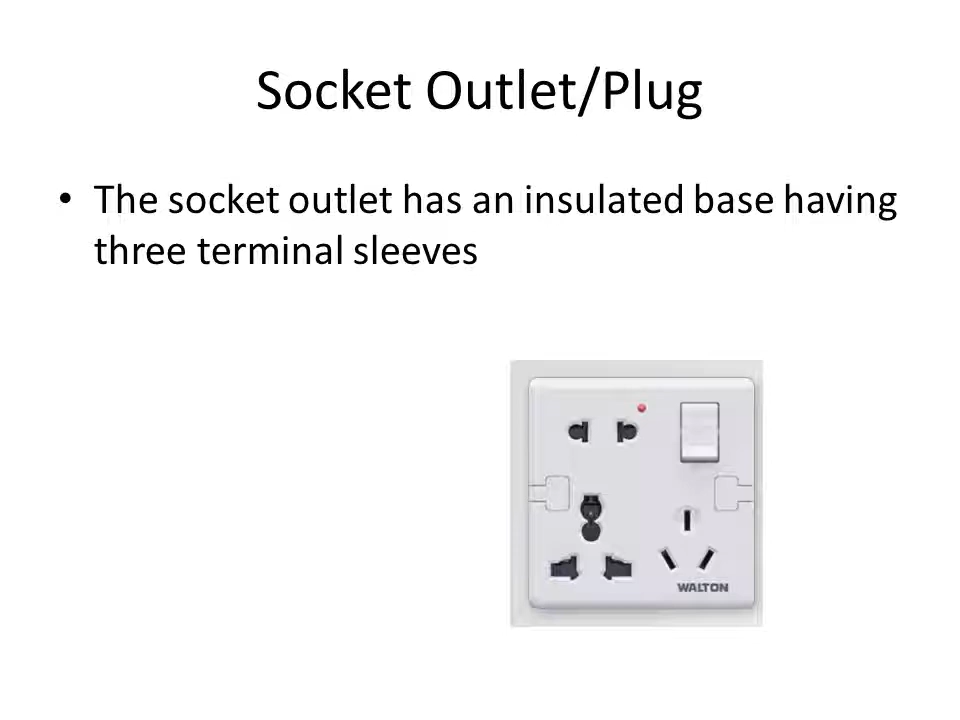 Socket Outlet/Plug
• The socket outlet has an insulated base having
three terminal sleeves
WALTON